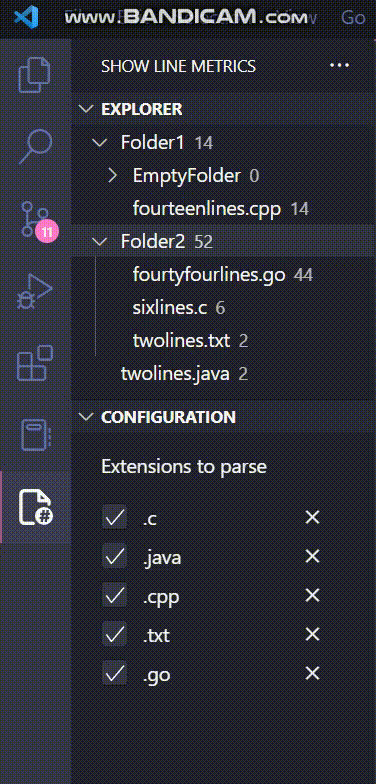 www.BANDICAM.com
View
Go
SHOW LINE METRICS
...
EXPLORER
Folder1 14
EmptyFolder 0
fourteenlines.cpp 14
11
Folder2 52
fourtyfourlines.go 44
sixlines.c 6
twolines.txt 2
twolines.java 2
CONFIGURATION
Extensions to parse
#
.c
.java
.cpp
.txt
.go